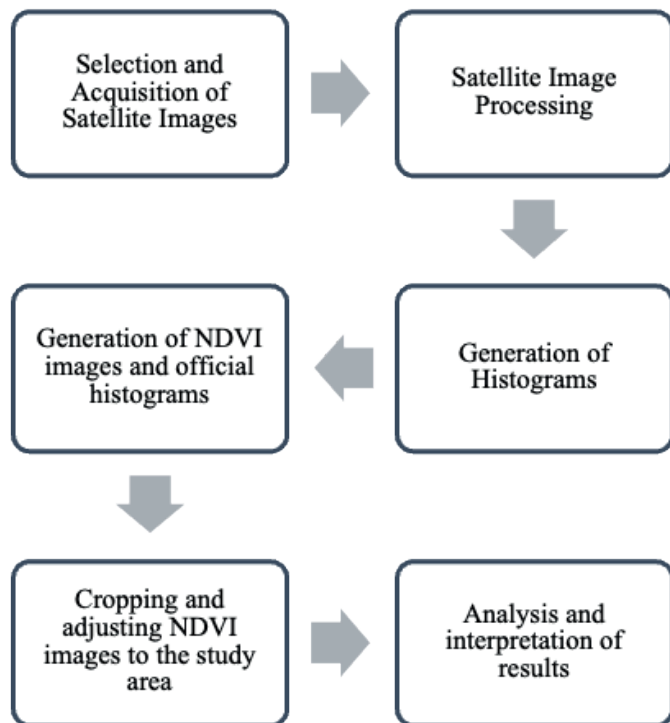 Selection and
Acquisition of
Satellite Images
Satellite Image
Processing
Generation of
Histograms
Generation of NDVI
images and official
histograms
Cropping and
adjusting NDVI
images to the study
area
Analysis and
interpretation of
results